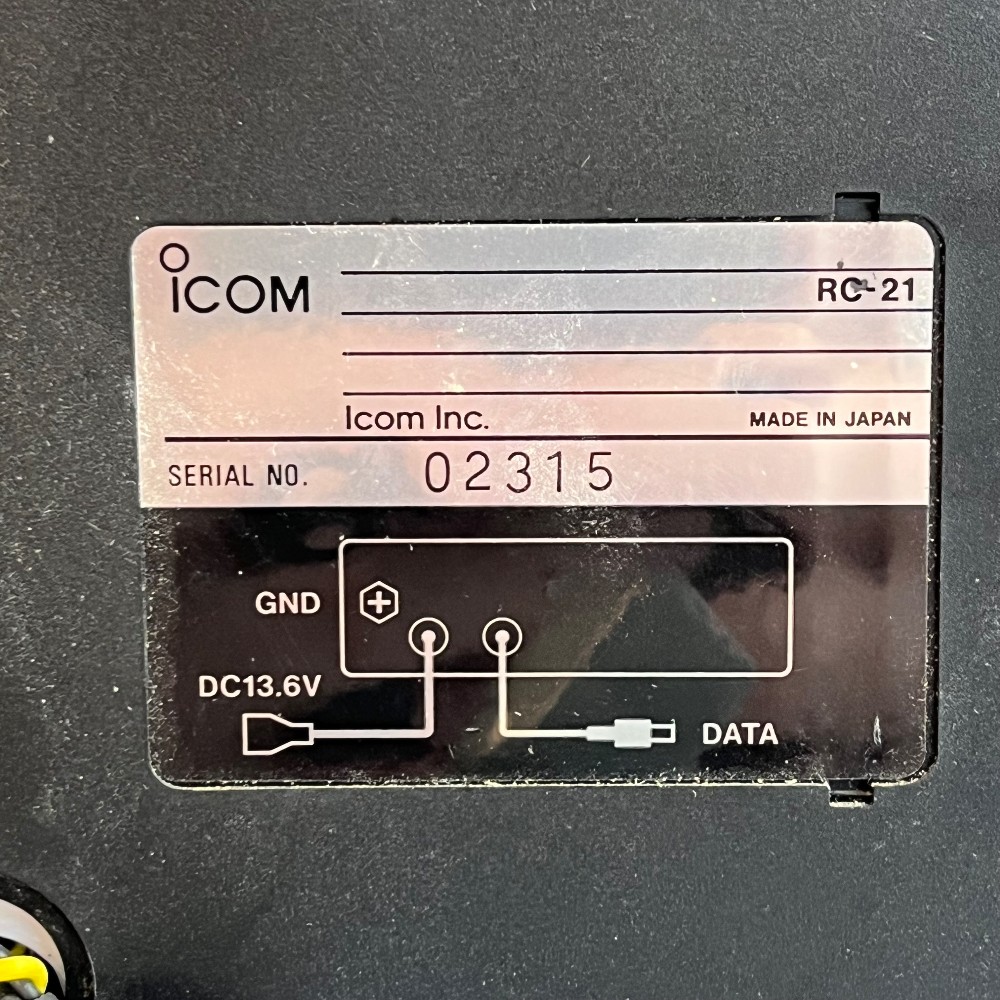 ICOM
RC-21
Icom Inc.
MADE IN JAPAN
SERIAL NO. 02315
GND
DC13.6V
DATA